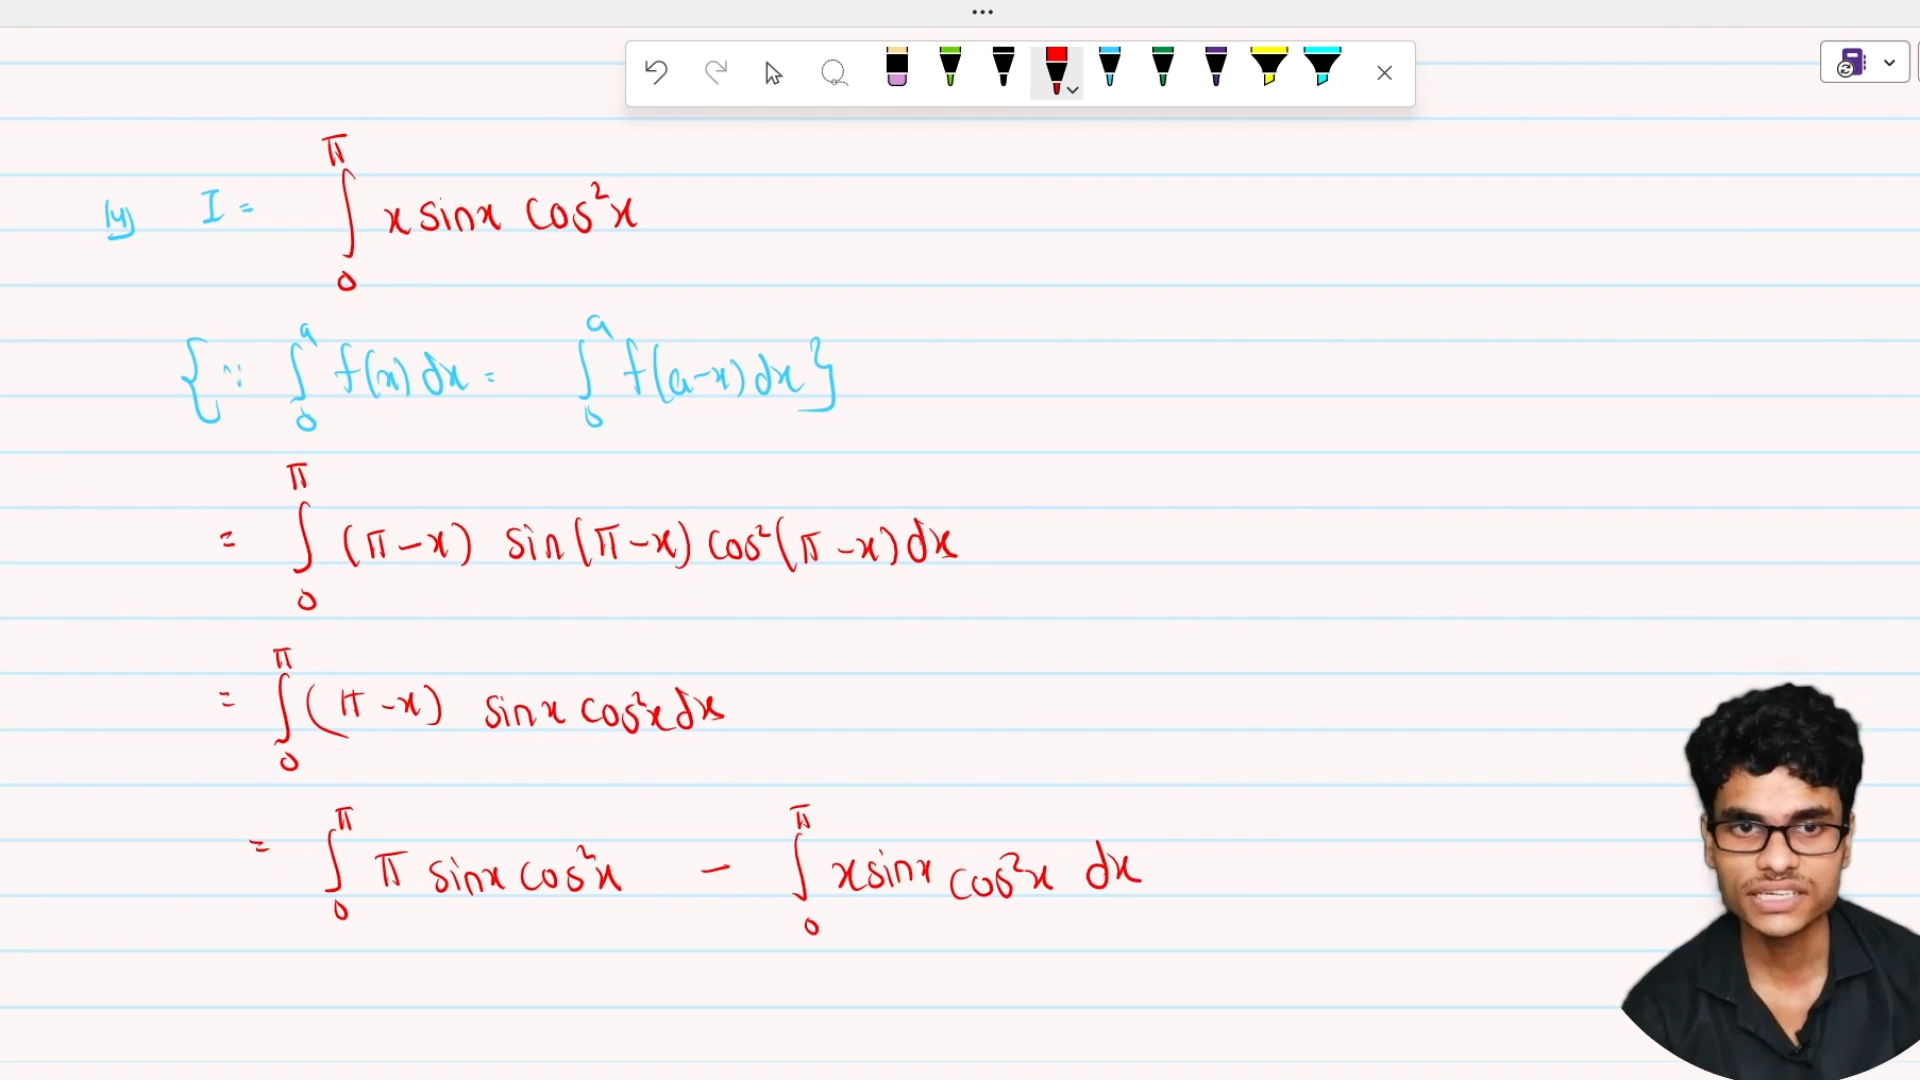 14) I = ∫₀^π x sinx cos²x
{∵ ∫₀^a f(x) dx = ∫₀^a f(a-x) dx}
= ∫₀^π (π-x) sin(π-x) cos²(π-x) dx
= ∫₀^π (π-x) sinx cos²x dx
= ∫₀^π π sinx cos²x - ∫₀^π x sinx cos²x dx